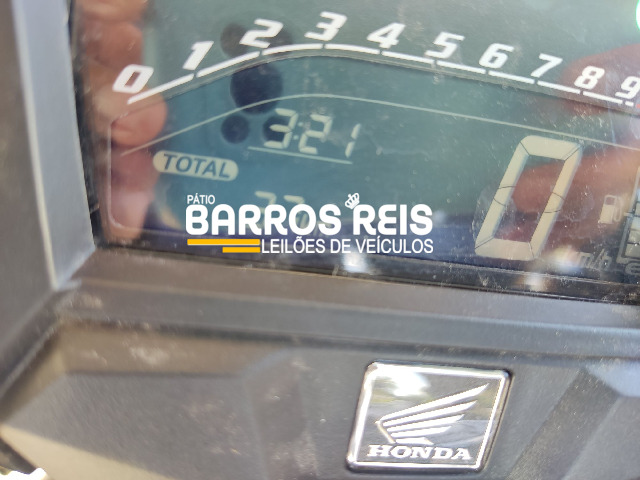 0 1 2 3 4 5 6 7 8 9
3:21
TOTAL
0
PÁTIO
BARROS REIS
LEILÕES DE VEÍCULOS
HONDA